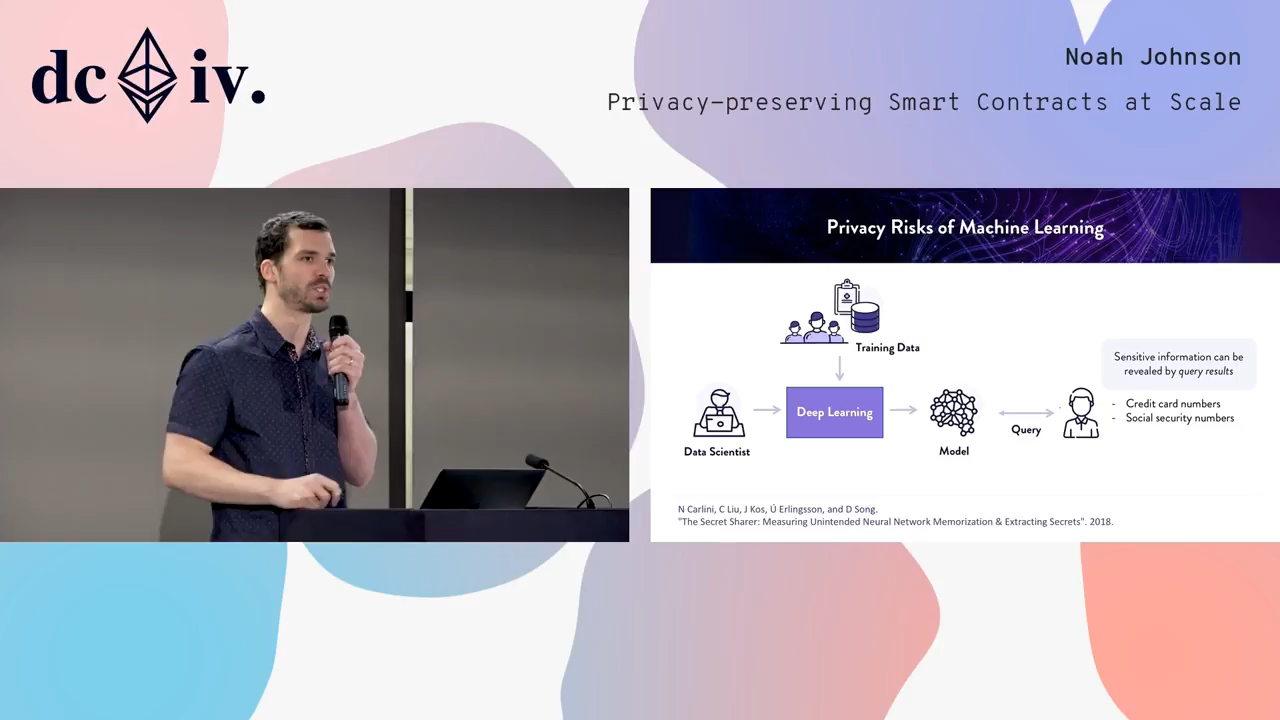 dc iv.
Noah Johnson
Privacy-preserving Smart Contracts at Scale
Privacy Risks of Machine Learning
Training Data
Sensitive information can be
revealed by query results
Deep Learning
- Credit card numbers
- Social security numbers
Query
Data Scientist
Model
N Carlini, C Liu, J Kos, Ú Erlingsson, and D Song.
"The Secret Sharer: Measuring Unintended Neural Network Memorization & Extracting Secrets". 2018.